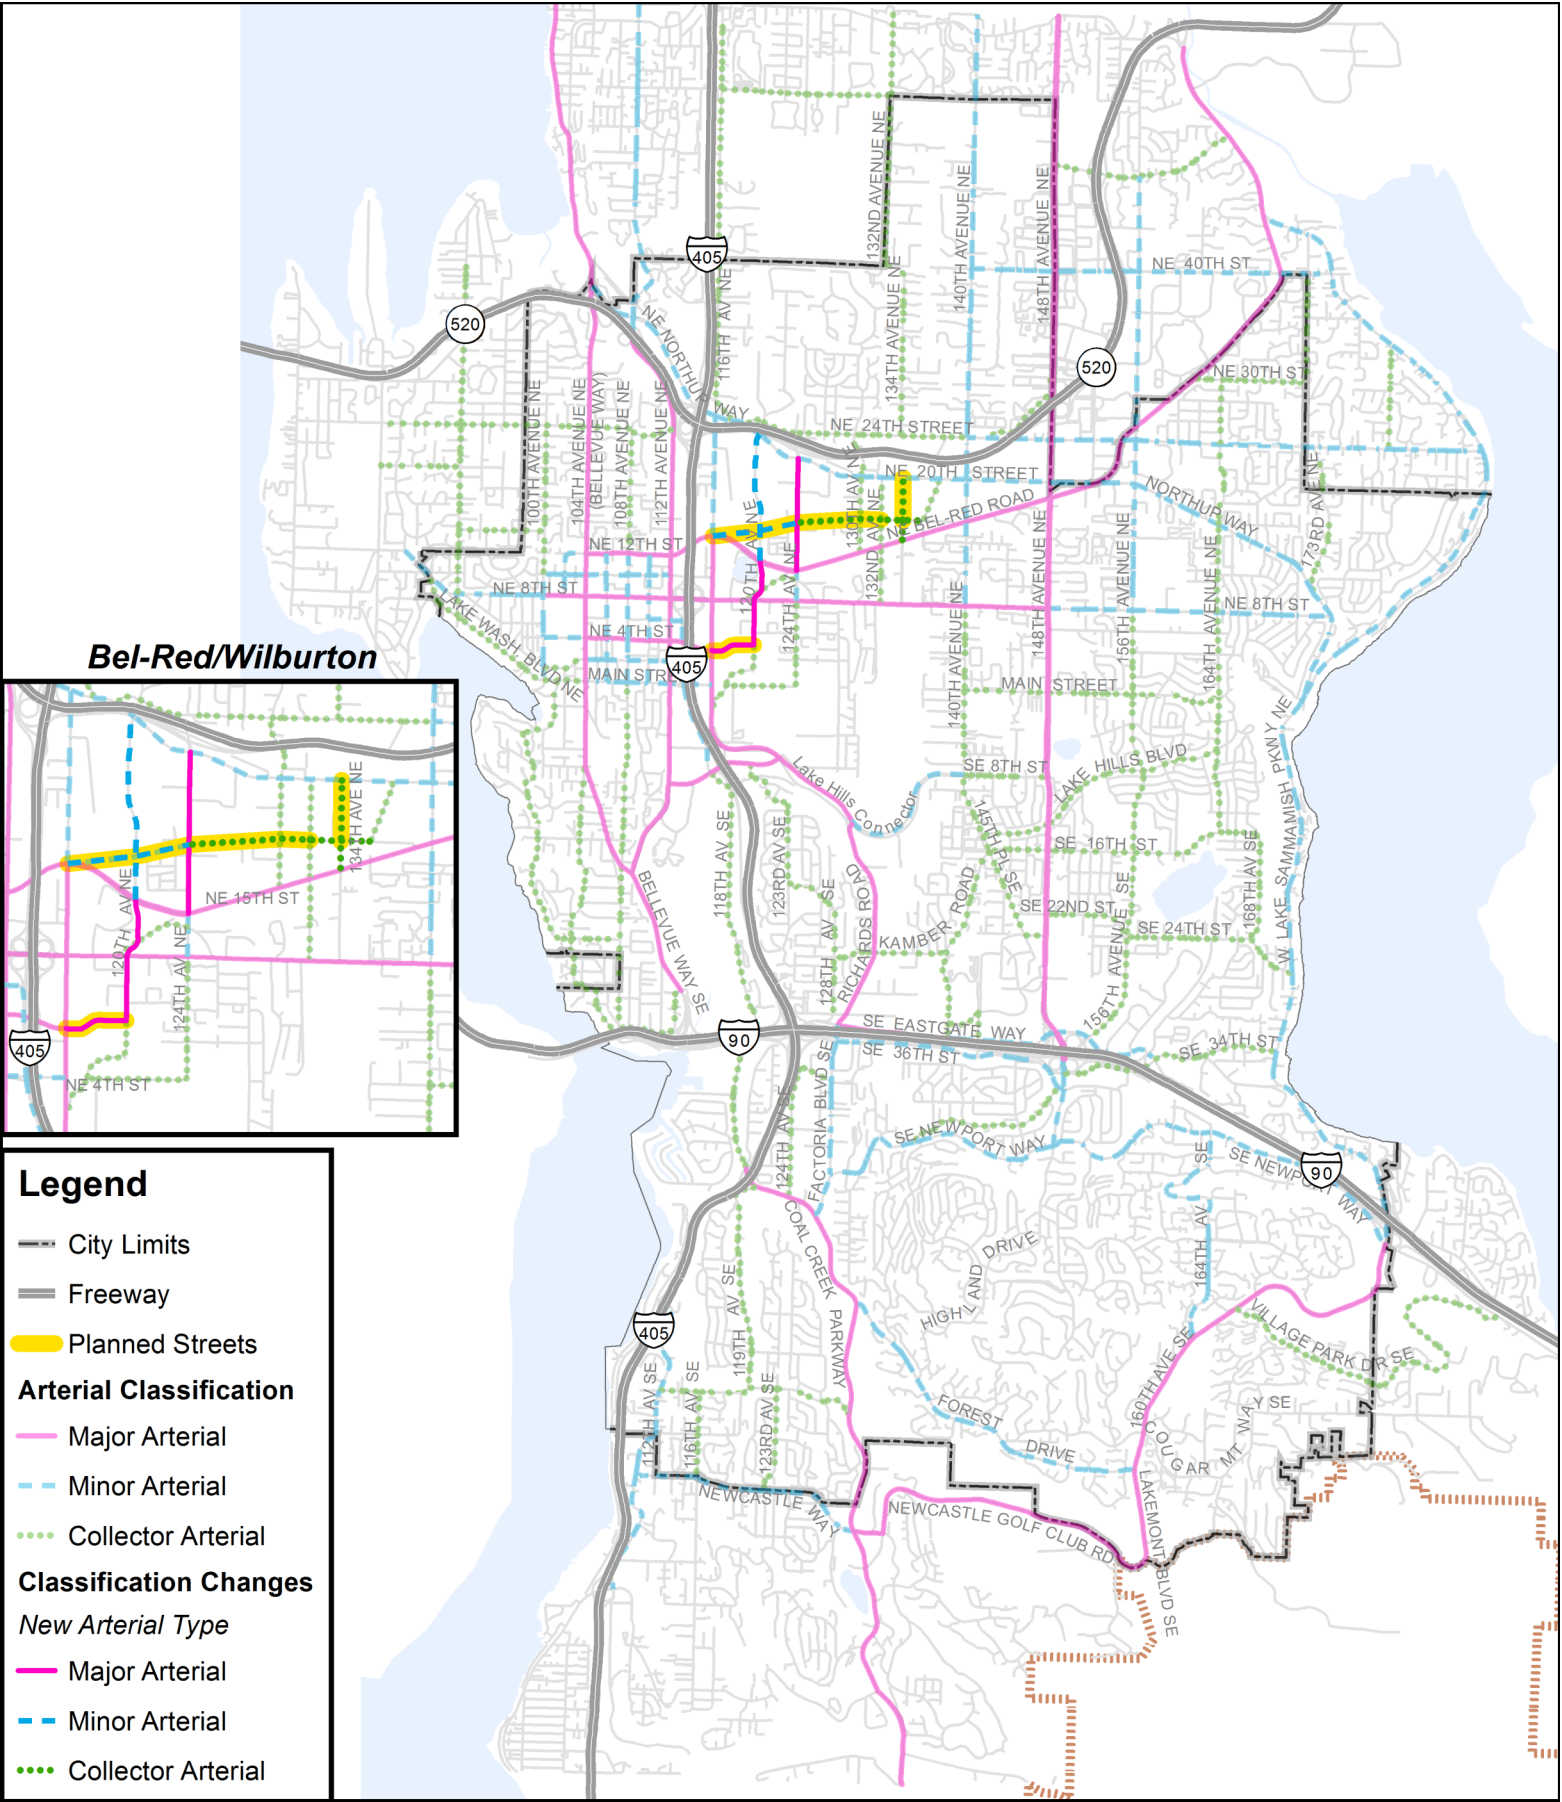 405
132ND AVENUE NE
140TH AVENUE NE
148TH AVENUE NE
NE 40TH ST
520
NE NORTHUP WAY
116TH AV NE
134TH AVENUE NE
520
NE 30TH ST
100TH AVENUE NE
104TH AVENUE NE
(BELLEVUE WAY)
108TH AVENUE NE
112TH AVENUE NE
NE 24TH STREET
NE 20TH STREET
130TH AV NE
132ND AV NE
NE BEL-RED ROAD
NORTHUP WAY
173RD AV NE
NE 12TH ST
120TH AV NE
124TH AV NE
148TH AVENUE NE
156TH AVENUE NE
164TH AVENUE NE
NE 8TH ST
NE 8TH ST
140TH AVENUE NE
LAKE WASH BLVD NE
NE 4TH ST
405
MAIN STRE
MAIN STREET
Bel-Red/Wilburton
134TH AVE NE
NE 15TH ST
120TH AV NE
124TH AV NE
405
NE 4TH ST
Lake Hills Connector
SE 8TH ST
LAKE HILLS BLVD
W. LAKE SAMMAMISH PKWY NE
145TH PL SE
SE 16TH ST
118TH AV SE
123RD AV SE
128TH AV SE
RICHARDS ROAD
KAMBER ROAD
SE 22ND ST
SE 24TH ST
168TH AV SE
BELLEVUE WAY SE
156TH AVENUE SE
90
SE EASTGATE WAY
SE 36TH ST
SE 34TH ST
124TH AV SE
FACTORIA BLVD SE
SE NEWPORT WAY
SE NEWPORT WAY
90
164TH AV SE
COAL CREEK PARKWAY
HIGHLAND DRIVE
119TH AV SE
405
VILLAGE PARK DR SE
160TH AVE SE
112TH AV SE
116TH AV SE
123RD AV SE
FOREST DRIVE
COUGAR MT WAY SE
NEWCASTLE WAY
NEWCASTLE GOLF CLUB RD
LAKEMONT BLVD SE
Legend
City Limits
Freeway
Planned Streets
Arterial Classification
Major Arterial
Minor Arterial
Collector Arterial
Classification Changes
New Arterial Type
Major Arterial
Minor Arterial
Collector Arterial